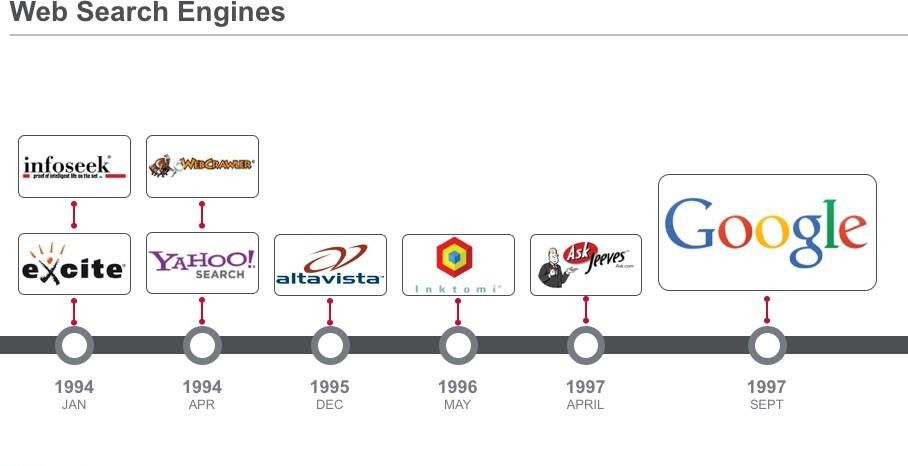 Web Search Engines
infoseek
proof of intelligent life on the net
WebCrawler
excite
YAHOO!
SEARCH
altavista
Inktomi
Ask
Jeeves
Ask.com
Google
1994
JAN
1994
APR
1995
DEC
1996
MAY
1997
APRIL
1997
SEPT